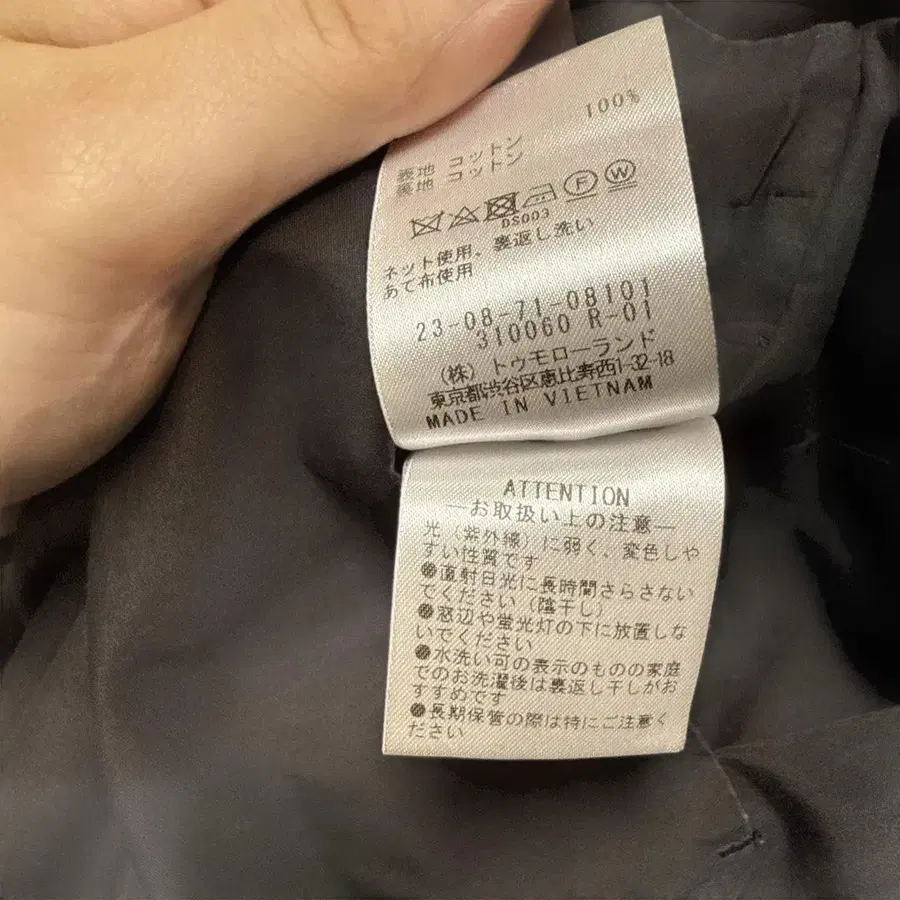 100%
表地 コットン
裏地 コットン
F W
DS003
ネット使用、裏返し洗い
あて布使用
23-08-71-08101
310060 R-01
(株) トゥモローランド
東京都渋谷区恵比寿西1-32-18
MADE IN VIETNAM
ATTENTION
―お取扱い上の注意―
光(紫外線)に弱く、変色しや
すい性質です
●直射日光に長時間さらさない
でください(陰干し)
●窓辺や蛍光灯の下に放置しな
いでください
●水洗い可の表示のものの家庭
でのお洗濯後は裏返し干しがお
すすめです
●長期保管の際は特にご注意く
ださい